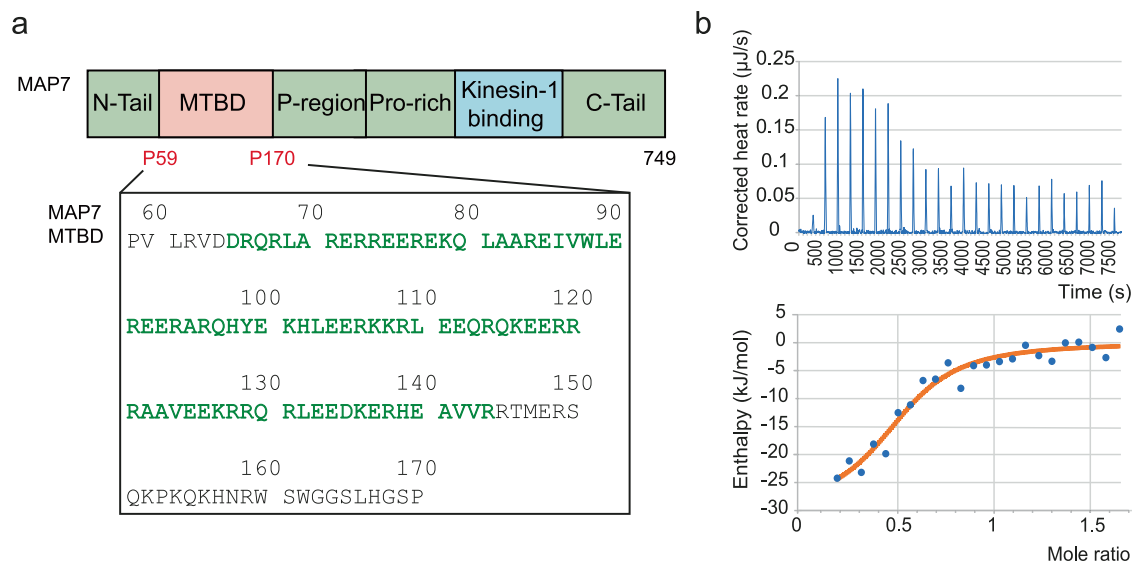 a
MAP7
N-Tail
MTBD
P-region
Pro-rich
Kinesin-1
binding
C-Tail
P59
P170
749
MAP7
MTBD
60 70 80 90
PV LRVDDRQRLA RERREEREKQ LAAREIVWLE
100 110 120
REERARQHYE KHLEERKKRL EEQRQKEERR
130 140 150
RAAVEEKRRQ RLEEDKERHE AVVRRTMERS
160 170
QKPKQKHNRW SWGGSLHGSP
b
Corrected heat rate (µJ/s)
0.25
0.2
0.15
0.1
0.05
0
0 500 1000 1500 2000 2500 3000 3500 4000 4500 5000 5500 6000 6500 7000 7500
Time (s)
Enthalpy (kJ/mol)
5
0
-5
-10
-15
-20
-25
-30
0 0.5 1 1.5
Mole ratio